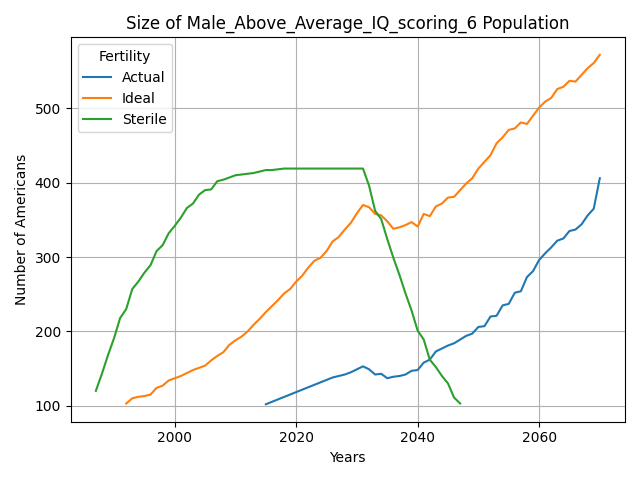 Size of Male_Above_Average_IQ_scoring_6 Population
Fertility
Actual
Ideal
Sterile
Number of Americans
500
400
300
200
100
2000
2020
2040
2060
Years